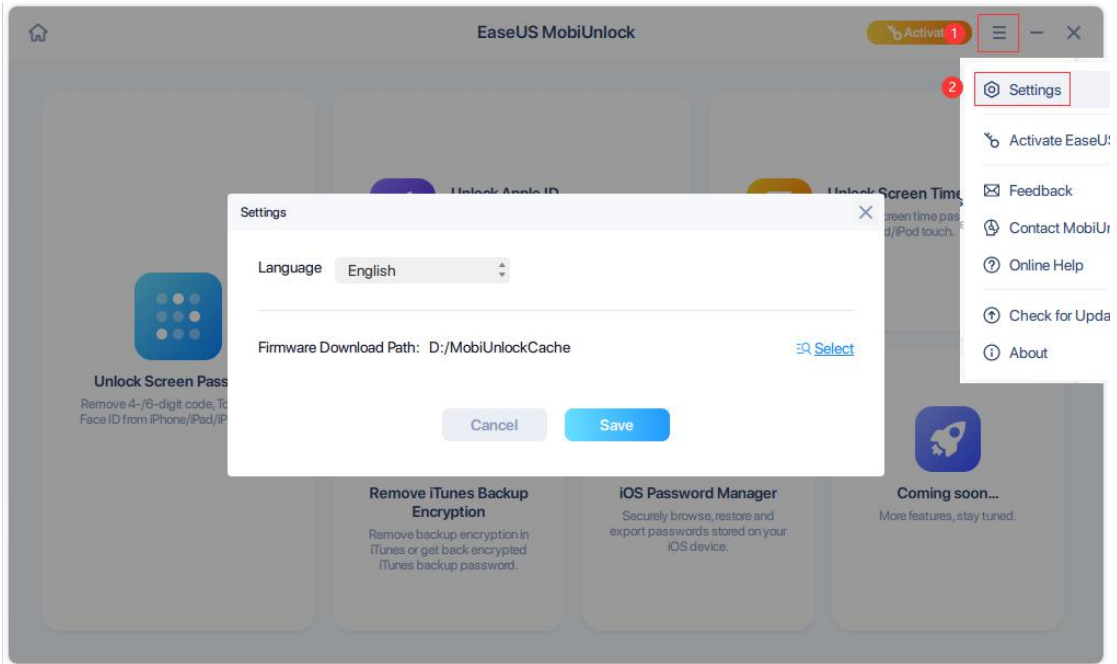 EaseUS MobiUnlock
1
2
Settings
Activate EaseUS
Feedback
Contact MobiUn
Online Help
Check for Upda
About
Unlock Apple ID
Unlock Screen Time
creen time pas
d/iPod touch.
Settings
Language
English
Firmware Download Path: D:/MobiUnlockCache
Select
Cancel
Save
Unlock Screen Pass
Remove 4-/6-digit code, To
Face ID from iPhone/iPad/iP
Remove iTunes Backup
Encryption
Remove backup encryption in
iTunes or get back encrypted
iTunes backup password.
iOS Password Manager
Securely browse, restore and
export passwords stored on your
iOS device.
Coming soon...
More features, stay tuned.